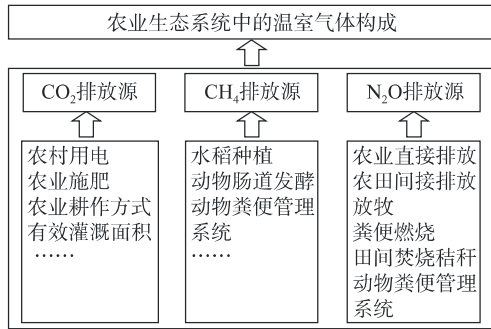 农业生态系统中的温室气体构成
CO₂排放源
CH₄排放源
N₂O排放源
农村用电
农业施肥
农业耕作方式
有效灌溉面积
……
水稻种植
动物肠道发酵
动物粪便管理
系统
……
农业直接排放
农田间接排放
放牧
粪便燃烧
田间焚烧秸秆
动物粪便管理
系统